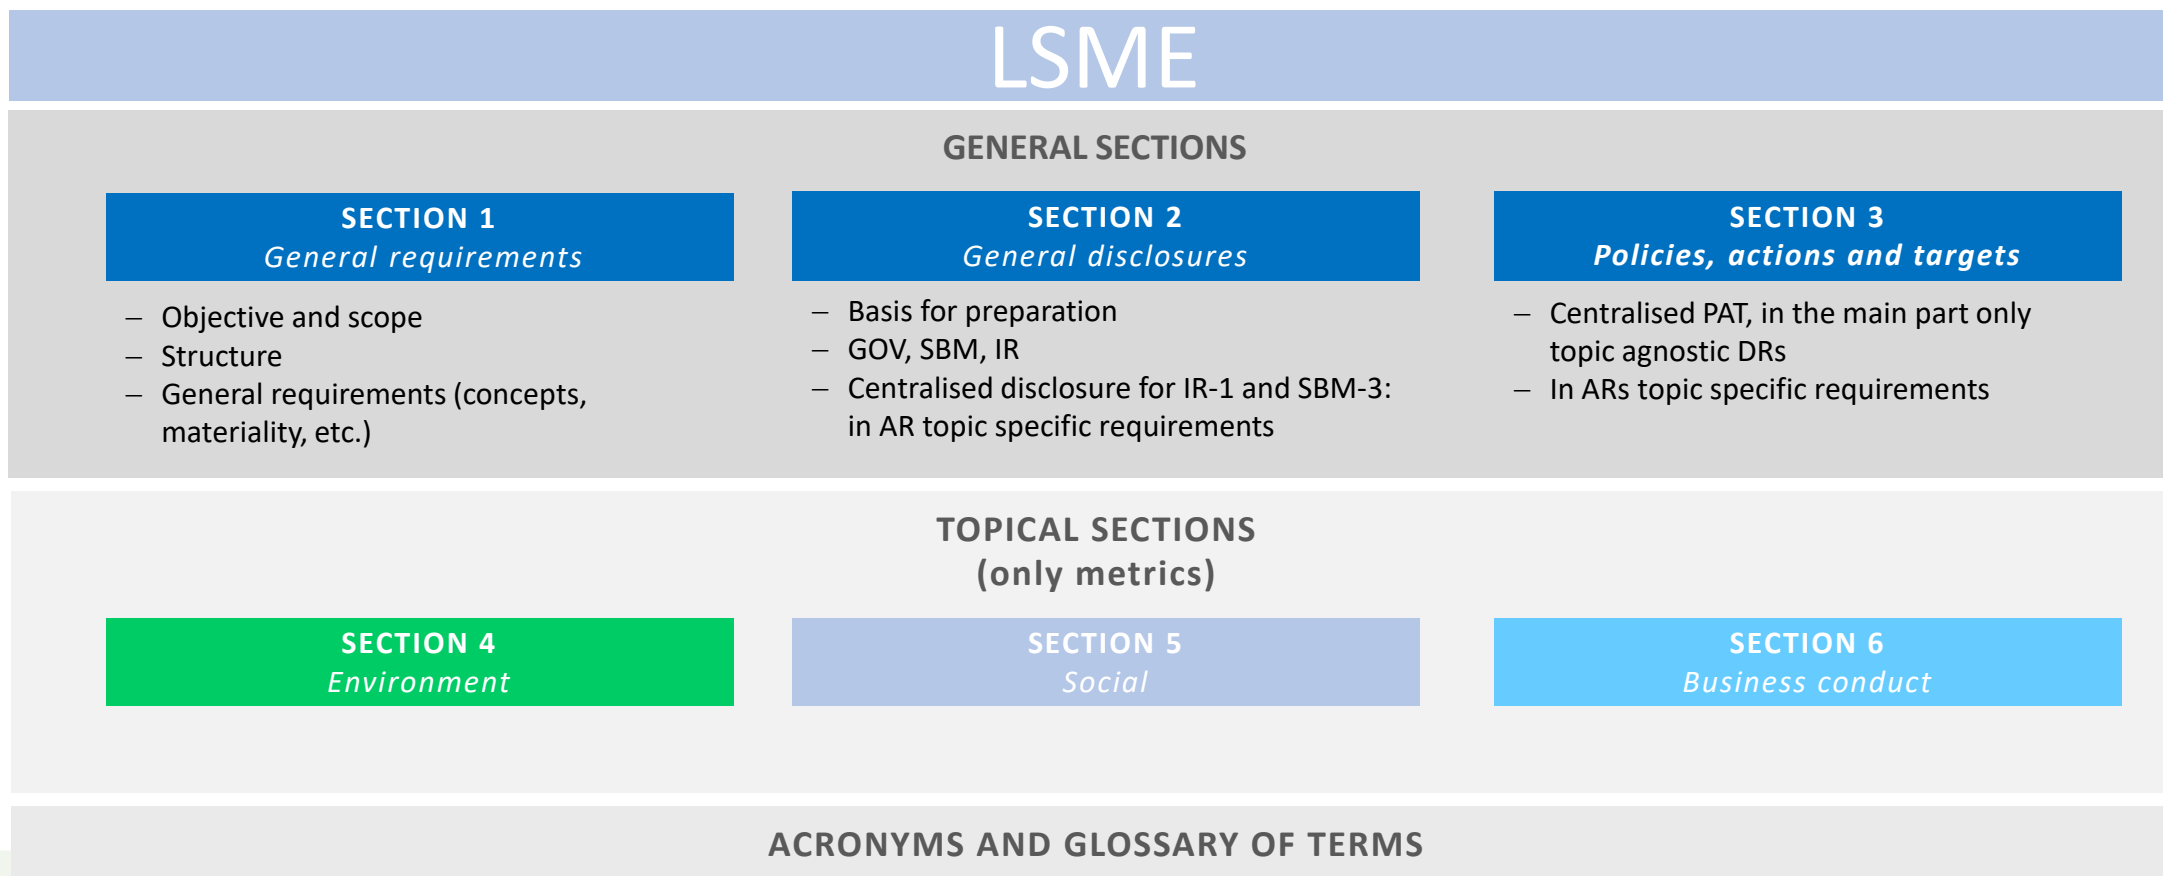 LSME
GENERAL SECTIONS
SECTION 1
General requirements
– Objective and scope
– Structure
– General requirements (concepts,
materiality, etc.)
SECTION 2
General disclosures
– Basis for preparation
– GOV, SBM, IR
– Centralised disclosure for IR-1 and SBM-3:
in AR topic specific requirements
SECTION 3
Policies, actions and targets
– Centralised PAT, in the main part only
topic agnostic DRs
– In ARs topic specific requirements
TOPICAL SECTIONS
(only metrics)
SECTION 4
Environment
SECTION 5
Social
SECTION 6
Business conduct
ACRONYMS AND GLOSSARY OF TERMS